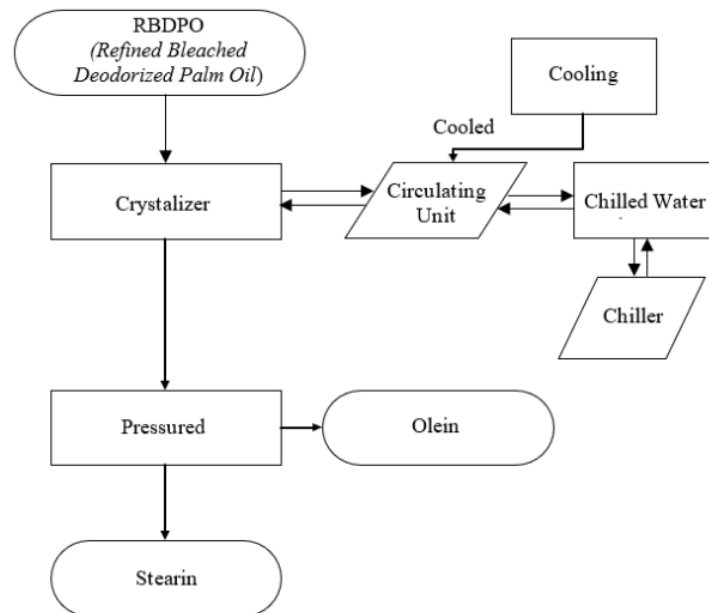 RBDPO
(Refined Bleached
Deodorized Palm Oil)
Cooling
Cooled
Crystalizer
Circulating
Unit
Chilled Water
Chiller
Pressured
Olein
Stearin